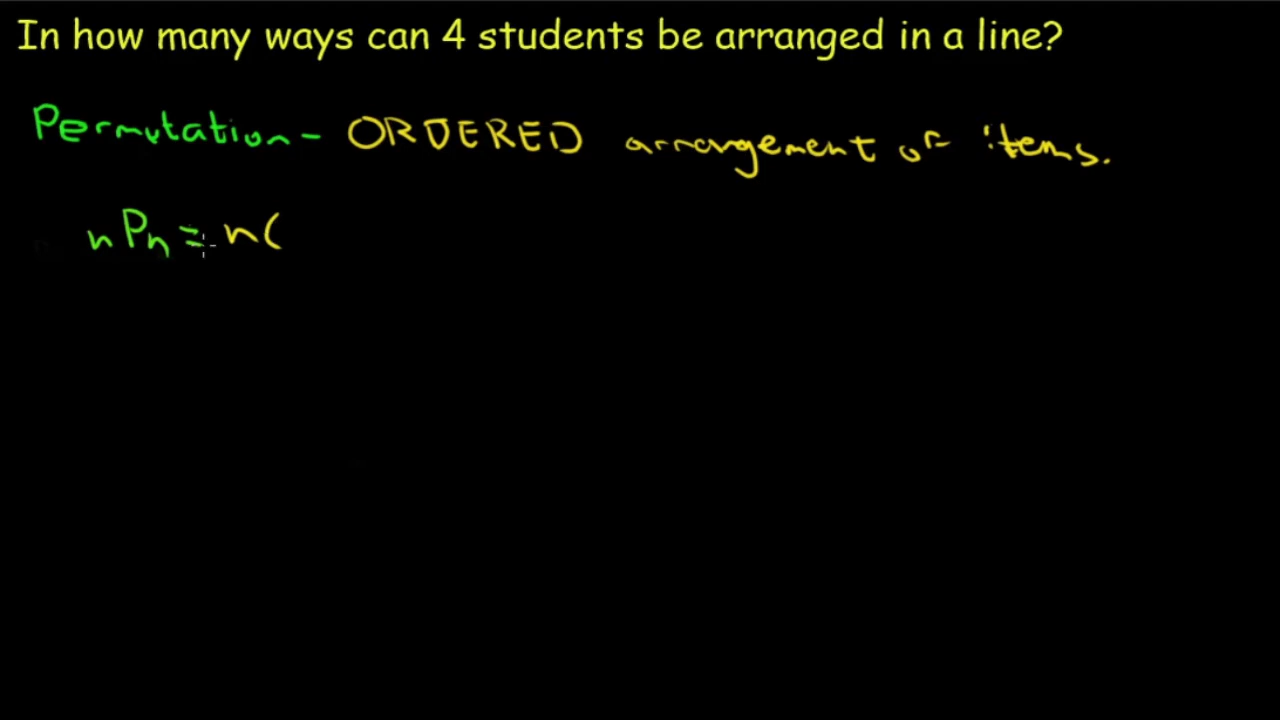 In how many ways can 4 students be arranged in a line?
Permutation - ORDERED arrangement of items.
nPn = n(